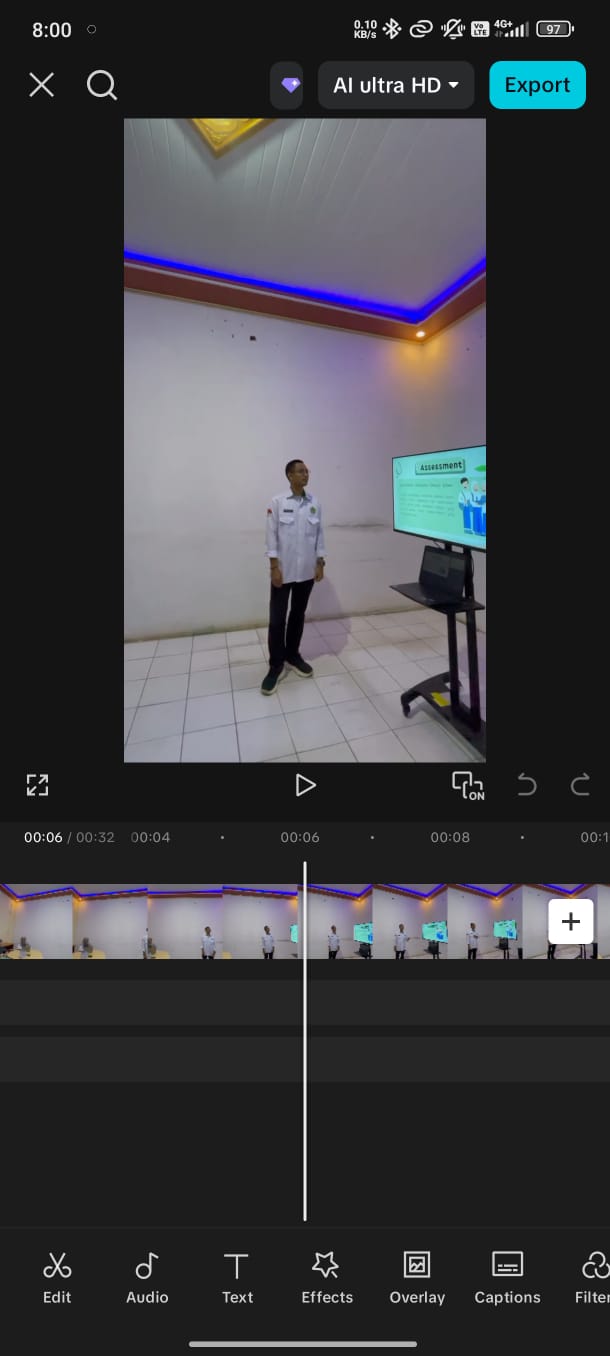 8:00
0.10
KB/s
Vo
LTE
4G+
97
AI ultra HD
Export
Assessment
ON
00:06 / 00:32
00:04
00:06
00:08
00:1
Edit
Audio
Text
Effects
Overlay
Captions
Filter